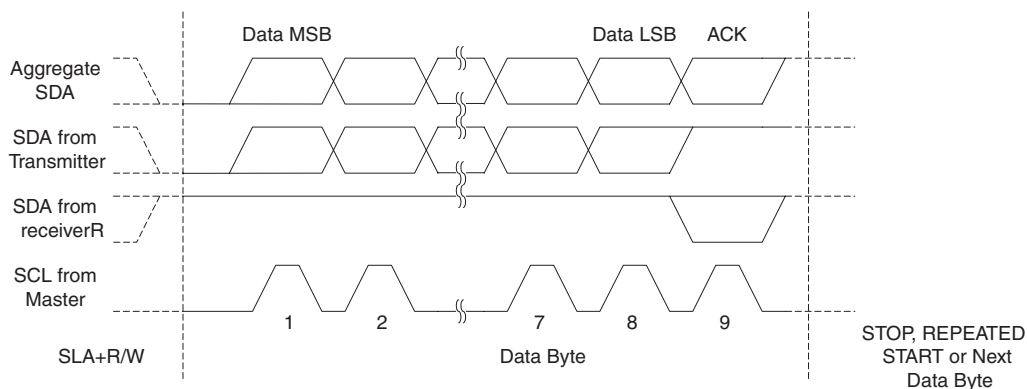 Data MSB
Data LSB
ACK
Aggregate
SDA
SDA from
Transmitter
SDA from
receiverR
SCL from
Master
1
2
7
8
9
SLA+R/W
Data Byte
STOP, REPEATED
START or Next
Data Byte